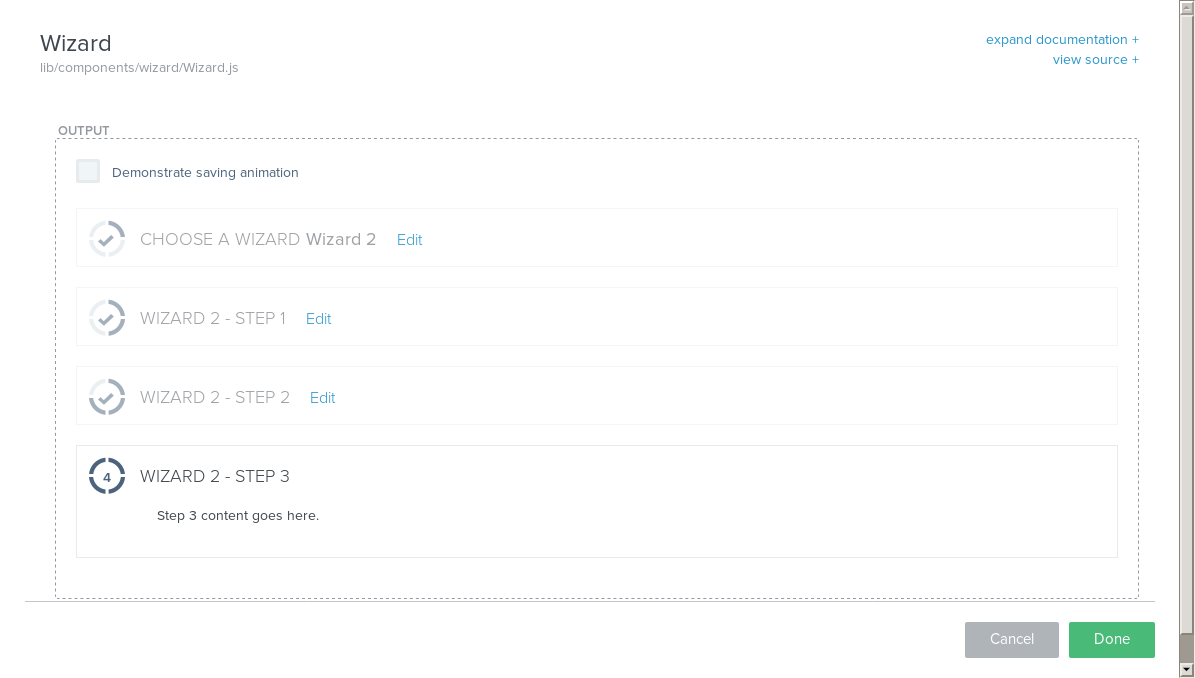 Wizard
lib/components/wizard/Wizard.js
expand documentation +
view source +
OUTPUT
Demonstrate saving animation
CHOOSE A WIZARD Wizard 2 Edit
WIZARD 2 - STEP 1 Edit
WIZARD 2 - STEP 2 Edit
4 WIZARD 2 - STEP 3
Step 3 content goes here.
Cancel Done